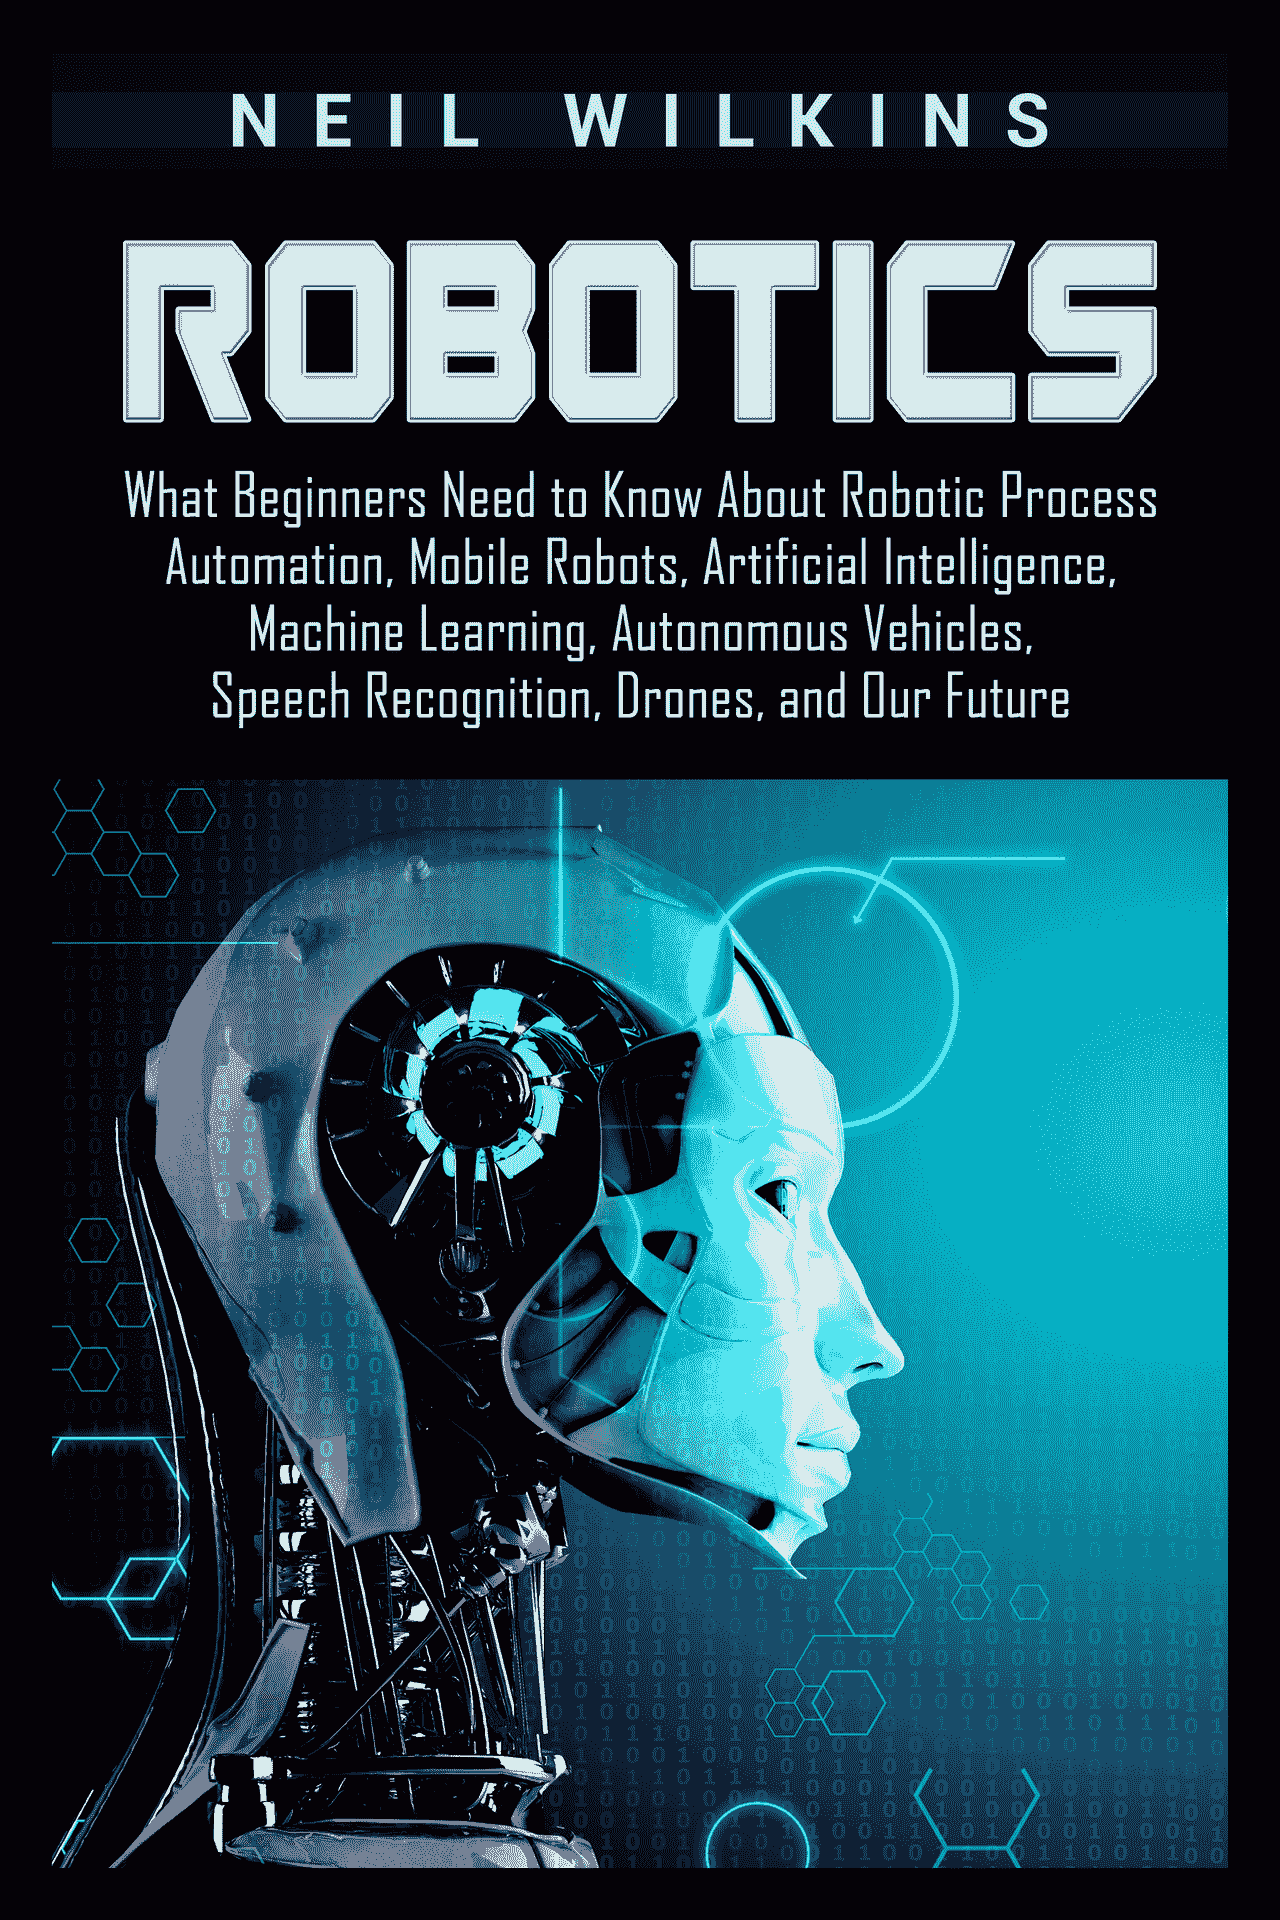 NEIL WILKINS
ROBOTICS
What Beginners Need to Know About Robotic Process
Automation, Mobile Robots, Artificial Intelligence,
Machine Learning, Autonomous Vehicles,
Speech Recognition, Drones, and Our Future